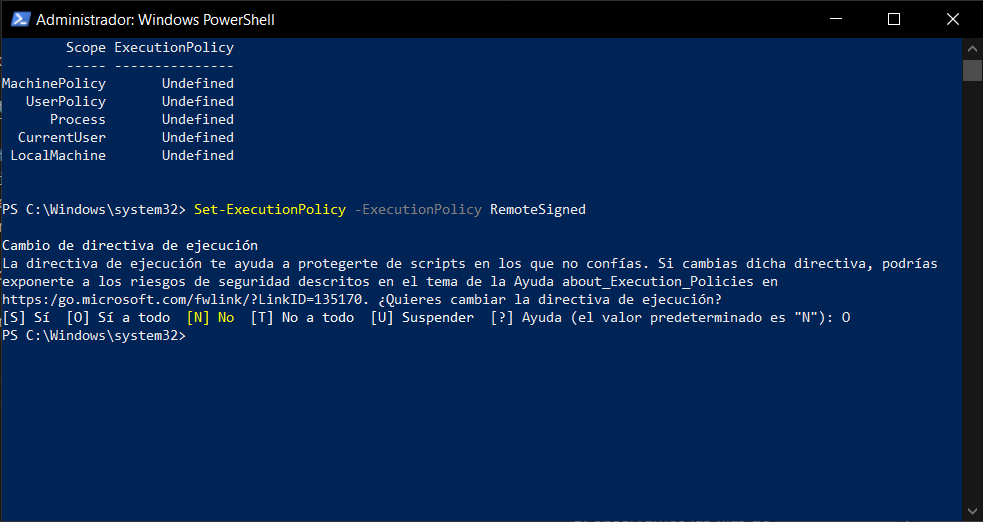 Administrador: Windows PowerShell
Scope ExecutionPolicy
----- ---------------
MachinePolicy Undefined
UserPolicy Undefined
Process Undefined
CurrentUser Undefined
LocalMachine Undefined
PS C:\Windows\system32> Set-ExecutionPolicy -ExecutionPolicy RemoteSigned
Cambio de directiva de ejecución
La directiva de ejecución te ayuda a protegerte de scripts en los que no confías. Si cambias dicha directiva, podrías
exponerte a los riesgos de seguridad descritos en el tema de la Ayuda about_Execution_Policies en
https:/go.microsoft.com/fwlink/?LinkID=135170. ¿Quieres cambiar la directiva de ejecución?
[S] Sí [O] Sí a todo [N] No [T] No a todo [U] Suspender [?] Ayuda (el valor predeterminado es "N"): O
PS C:\Windows\system32>